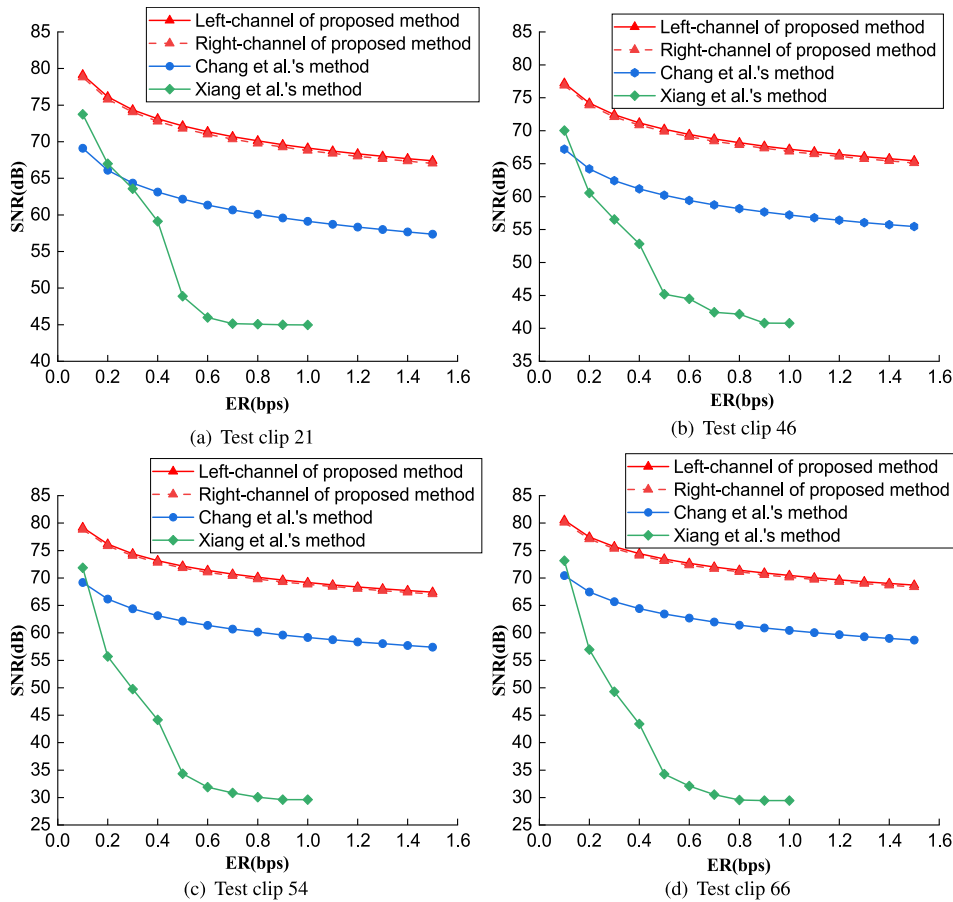 Left-channel of proposed method
Right-channel of proposed method
Chang et al.'s method
Xiang et al.'s method
85
80
75
70
65
60
55
50
45
40
SNR(dB)
0.0 0.2 0.4 0.6 0.8 1.0 1.2 1.4 1.6
ER(bps)
(a) Test clip 21
Left-channel of proposed method
Right-channel of proposed method
Chang et al.'s method
Xiang et al.'s method
85
80
75
70
65
60
55
50
45
40
35
SNR(dB)
0.0 0.2 0.4 0.6 0.8 1.0 1.2 1.4 1.6
ER(bps)
(b) Test clip 46
Left-channel of proposed method
Right-channel of proposed method
Chang et al.'s method
Xiang et al.'s method
85
80
75
70
65
60
55
50
45
40
35
30
25
SNR(dB)
0.0 0.2 0.4 0.6 0.8 1.0 1.2 1.4 1.6
ER(bps)
(c) Test clip 54
Left-channel of proposed method
Right-channel of proposed method
Chang et al.'s method
Xiang et al.'s method
85
80
75
70
65
60
55
50
45
40
35
30
25
SNR(dB)
0.0 0.2 0.4 0.6 0.8 1.0 1.2 1.4 1.6
ER(bps)
(d) Test clip 66